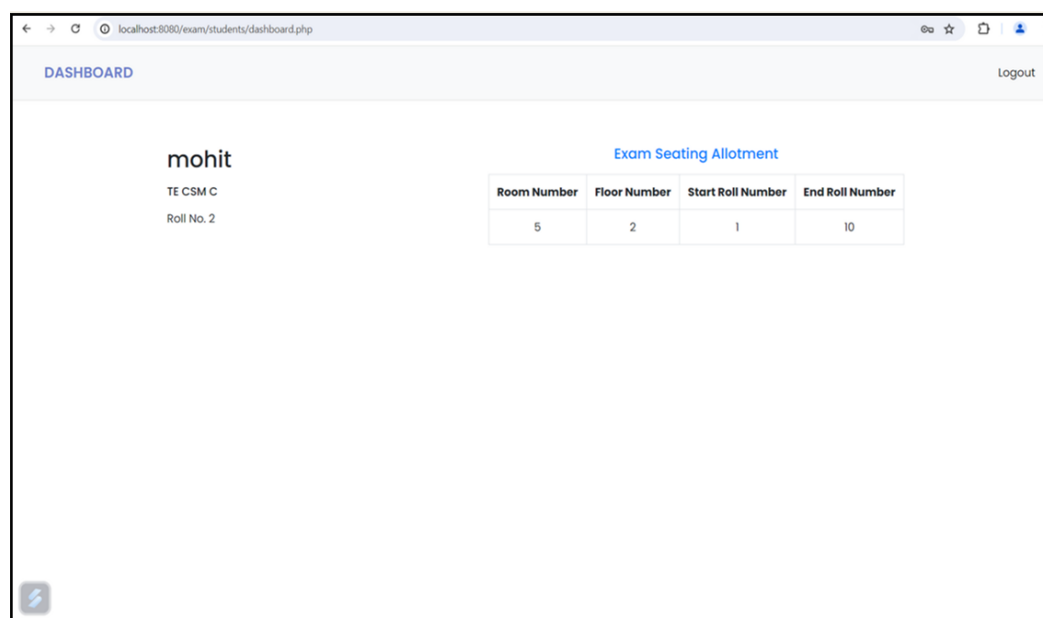 localhost:8080/exam/students/dashboard.php
DASHBOARD
Logout
mohit
TE CSM C
Roll No. 2
Exam Seating Allotment
Room Number Floor Number Start Roll Number End Roll Number
5 2 1 10